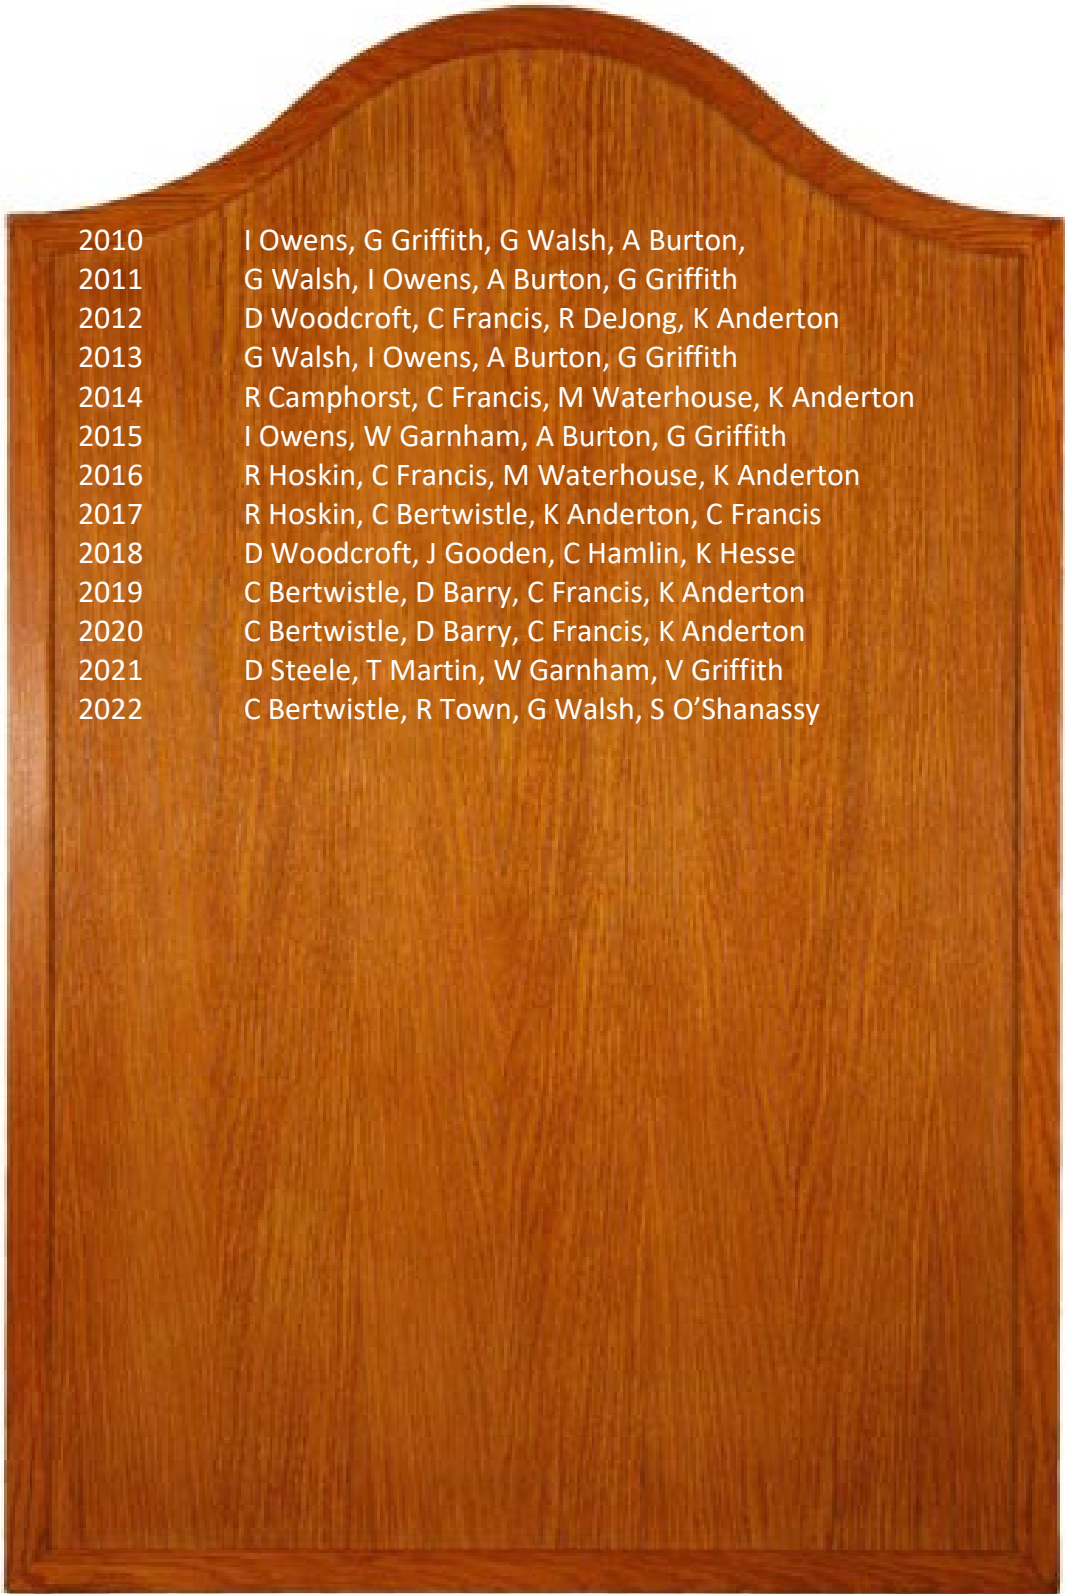 2010 I Owens, G Griffith, G Walsh, A Burton,
2011 G Walsh, I Owens, A Burton, G Griffith
2012 D Woodcroft, C Francis, R DeJong, K Anderton
2013 G Walsh, I Owens, A Burton, G Griffith
2014 R Camphorst, C Francis, M Waterhouse, K Anderton
2015 I Owens, W Garnham, A Burton, G Griffith
2016 R Hoskin, C Francis, M Waterhouse, K Anderton
2017 R Hoskin, C Bertwistle, K Anderton, C Francis
2018 D Woodcroft, J Gooden, C Hamlin, K Hesse
2019 C Bertwistle, D Barry, C Francis, K Anderton
2020 C Bertwistle, D Barry, C Francis, K Anderton
2021 D Steele, T Martin, W Garnham, V Griffith
2022 C Bertwistle, R Town, G Walsh, S O’Shanassy